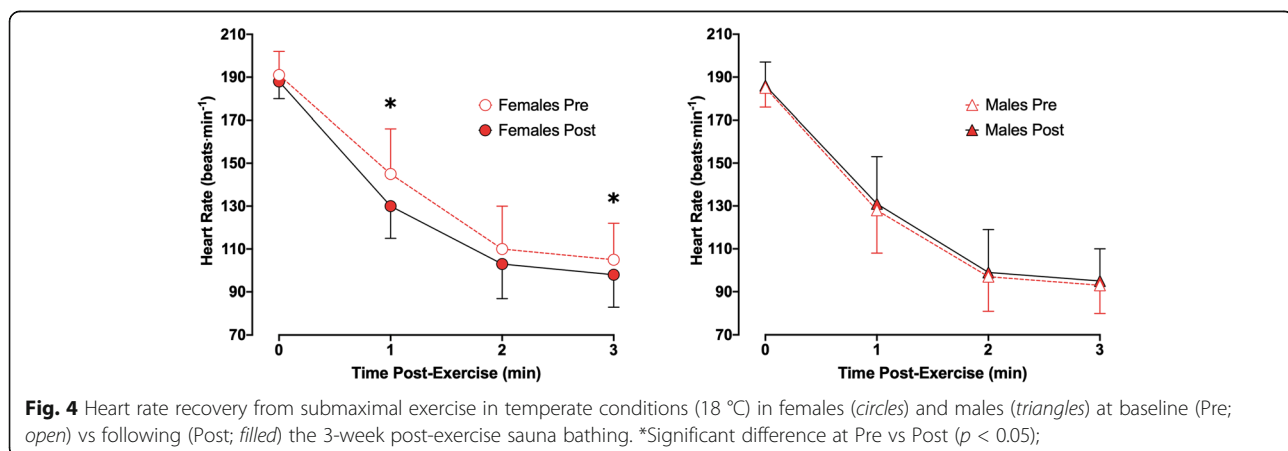 210
190
170
150
130
110
90
70
Heart Rate (beats·min⁻¹)
*
*
Females Pre
Females Post
0 1 2 3
Time Post-Exercise (min)
210
190
170
150
130
110
90
70
Heart Rate (beats·min⁻¹)
Males Pre
Males Post
0 1 2 3
Time Post-Exercise (min)
Fig. 4 Heart rate recovery from submaximal exercise in temperate conditions (18 °C) in females (circles) and males (triangles) at baseline (Pre;
open) vs following (Post; filled) the 3-week post-exercise sauna bathing. *Significant difference at Pre vs Post (p < 0.05);